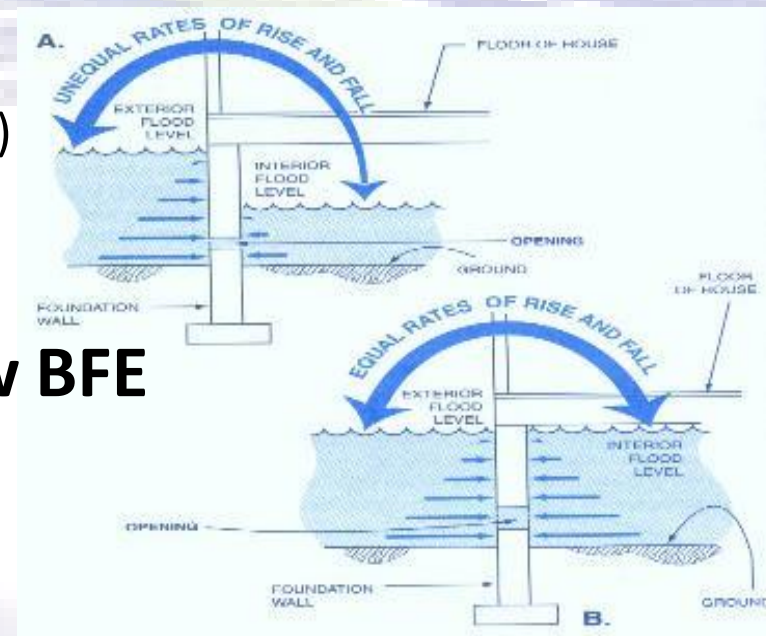 A.
UNEQUAL RATES OF RISE AND FALL
FLOOR OF HOUSE
)
EXTERIOR
FLOOD
LEVEL
INTERIOR
FLOOD
LEVEL
OPENING
GROUND
FOUNDATION
WALL
BFE
FLOOR
OF HOUSE
EQUAL RATES OF RISE AND FALL
EXTERIOR
FLOOD
LEVEL
INTERIOR
FLOOD
LEVEL
OPENING
FOUNDATION
WALL
GROUND
B.